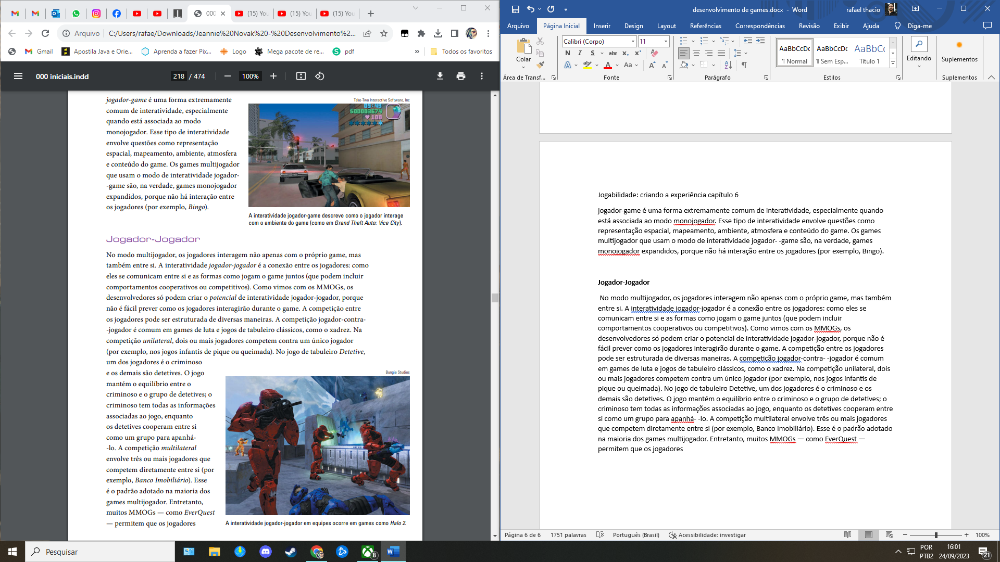 000
(15) You
(15) You
(15) You
Arquivo
C:/Users/rafae/Downloads/Jeannie%20Novak%20-%20Desenvolvimento%2...
Gmail
Apostila Java e Orie...
Aprenda a fazer Pix...
Logo
Mega pacote de re...
pdf
»
Todos os favoritos
000 iniciais.indd
218 / 474
100%
jogador-game é uma forma extremamente
comum de interatividade, especialmente
quando está associada ao modo
monojogador. Esse tipo de interatividade
envolve questões como representação
espacial, mapeamento, ambiente, atmosfera
e conteúdo do game. Os games multijogador
que usam o modo de interatividade jogador-
-game são, na verdade, games monojogador
expandidos, porque não há interação entre
os jogadores (por exemplo, Bingo).
Take-Two Interactive Software, Inc
05:43
$00003674
100
A interatividade jogador-game descreve como o jogador interage
com o ambiente do game (como em Grand Theft Auto: Vice City).
Jogador-Jogador
No modo multijogador, os jogadores interagem não apenas com o próprio game, mas
também entre si. A interatividade jogador-jogador é a conexão entre os jogadores: como
eles se comunicam entre si e as formas como jogam o game juntos (que podem incluir
comportamentos cooperativos ou competitivos). Como vimos com os MMOGs, os
desenvolvedores só podem criar o potencial de interatividade jogador-jogador, porque
não é fácil prever como os jogadores interagirão durante o game. A competição entre
os jogadores pode ser estruturada de diversas maneiras. A competição jogador-contra-
-jogador é comum em games de luta e jogos de tabuleiro clássicos, como o xadrez. Na
competição unilateral, dois ou mais jogadores competem contra um único jogador
(por exemplo, nos jogos infantis de pique ou queimada). No jogo de tabuleiro Detetive,
um dos jogadores é o criminoso
e os demais são detetives. O jogo
mantém o equilíbrio entre o
criminoso e o grupo de detetives; o
criminoso tem todas as informações
associadas ao jogo, enquanto
os detetives cooperam entre si
como um grupo para apanhá-
-lo. A competição multilateral
envolve três ou mais jogadores que
competem diretamente entre si (por
exemplo, Banco Imobiliário). Esse
é o padrão adotado na maioria dos
games multijogador. Entretanto,
muitos MMOGs — como EverQuest
— permitem que os jogadores
Bungie Studios
A interatividade jogador-jogador em equipes ocorre em games como Halo 2.
desenvolvimento de games.docx - Word
rafael thacio
Arquivo
Página Inicial
Inserir
Design
Layout
Referências
Correspondências
Revisão
Exibir
Ajuda
Diga-me
Colar
Área de Transf...
Calibri (Corpo)
11
N I S abc x₂ x²
A ab A Aa A A
Fonte
Parágrafo
AaBbCcDc
¶ Normal
AaBbCcDc
¶ Sem Esp...
AaBbCc
Título 1
Estilos
Editando
Suplementos
Suplementos
Jogabilidade: criando a experiência capítulo 6
jogador-game é uma forma extremamente comum de interatividade, especialmente quando
está associada ao modo monojogador. Esse tipo de interatividade envolve questões como
representação espacial, mapeamento, ambiente, atmosfera e conteúdo do game. Os games
multijogador que usam o modo de interatividade jogador- -game são, na verdade, games
monojogador expandidos, porque não há interação entre os jogadores (por exemplo, Bingo).
Jogador-Jogador
No modo multijogador, os jogadores interagem não apenas com o próprio game, mas também
entre si. A interatividade jogador-jogador é a conexão entre os jogadores: como eles se
comunicam entre si e as formas como jogam o game juntos (que podem incluir
comportamentos cooperativos ou competitivos). Como vimos com os MMOGs, os
desenvolvedores só podem criar o potencial de interatividade jogador-jogador, porque não é
fácil prever como os jogadores interagirão durante o game. A competição entre os jogadores
pode ser estruturada de diversas maneiras. A competição jogador-contra- -jogador é comum
em games de luta e jogos de tabuleiro clássicos, como o xadrez. Na competição unilateral, dois
ou mais jogadores competem contra um único jogador (por exemplo, nos jogos infantis de
pique ou queimada). No jogo de tabuleiro Detetive, um dos jogadores é o criminoso e os
demais são detetives. O jogo mantém o equilíbrio entre o criminoso e o grupo de detetives; o
criminoso tem todas as informações associadas ao jogo, enquanto os detetives cooperam entre
si como um grupo para apanhá- -lo. A competição multilateral envolve três ou mais jogadores
que competem diretamente entre si (por exemplo, Banco Imobiliário). Esse é o padrão adotado
na maioria dos games multijogador. Entretanto, muitos MMOGs — como EverQuest —
permitem que os jogadores
Página 6 de 6
1751 palavras
Português (Brasil)
Acessibilidade: investigar
100%
Pesquisar
8
POR
PTB2
16:01
24/09/2023
21